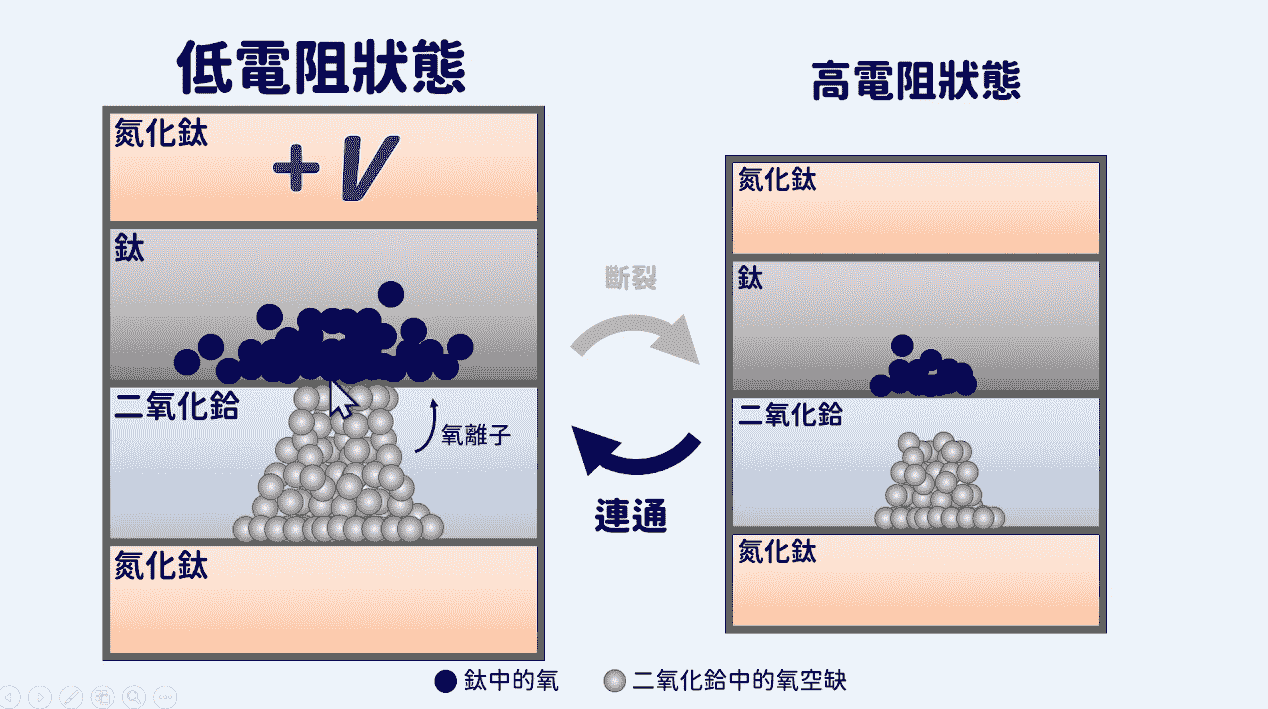 低電阻狀態
高電阻狀態
氮化鈦
+V
鈦
二氧化鉿
氧離子
氮化鈦
斷裂
連通
氮化鈦
鈦
二氧化鉿
氮化鈦
鈦中的氧
二氧化鉿中的氧空缺